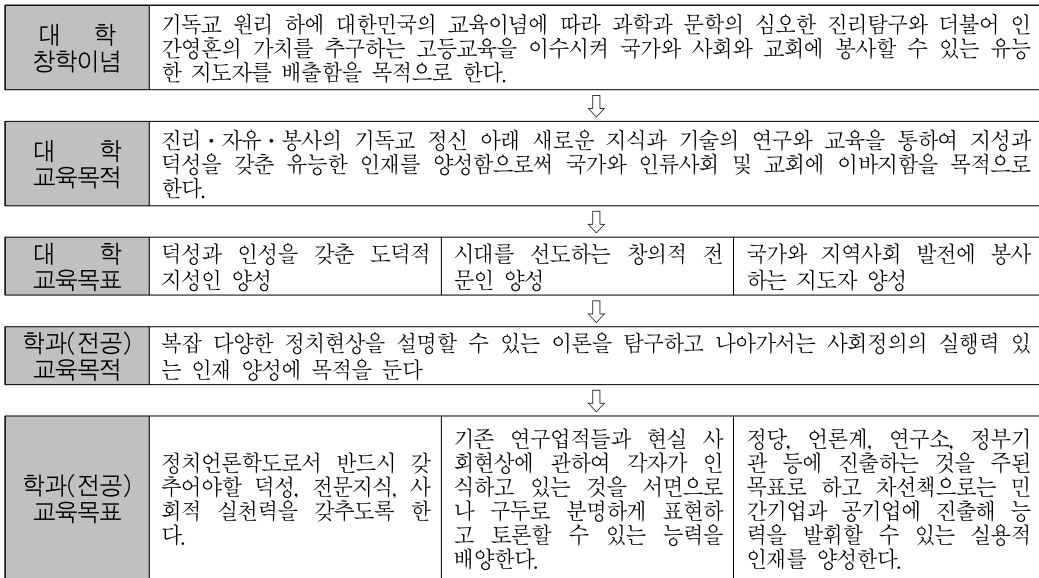 대 학
창학이념
기독교 원리 하에 대한민국의 교육이념에 따라 과학과 문학의 심오한 진리탐구와 더불어 인
간영혼의 가치를 추구하는 고등교육을 이수시켜 국가와 사회와 교회에 봉사할 수 있는 유능
한 지도자를 배출함을 목적으로 한다.
⇩
대 학
교육목적
진리・자유・봉사의 기독교 정신 아래 새로운 지식과 기술의 연구와 교육을 통하여 지성과
덕성을 갖춘 유능한 인재를 양성함으로써 국가와 인류사회 및 교회에 이바지함을 목적으로
한다.
⇩
대 학
교육목표
덕성과 인성을 갖춘 도덕적
지성인 양성
시대를 선도하는 창의적 전
문인 양성
국가와 지역사회 발전에 봉사
하는 지도자 양성
⇩
학과(전공)
교육목적
복잡 다양한 정치현상을 설명할 수 있는 이론을 탐구하고 나아가서는 사회정의의 실행력 있
는 인재 양성에 목적을 둔다
⇩
학과(전공)
교육목표
정치언론학도로서 반드시 갖
추어야할 덕성, 전문지식, 사
회적 실천력을 갖추도록 한
다.
기존 연구업적들과 현실 사
회현상에 관하여 각자가 인
식하고 있는 것을 서면으로
나 구두로 분명하게 표현하
고 토론할 수 있는 능력을
배양한다.
정당, 언론계, 연구소, 정부기
관 등에 진출하는 것을 주된
목표로 하고 차선책으로는 민
간기업과 공기업에 진출해 능
력을 발휘할 수 있는 실용적
인재를 양성한다.